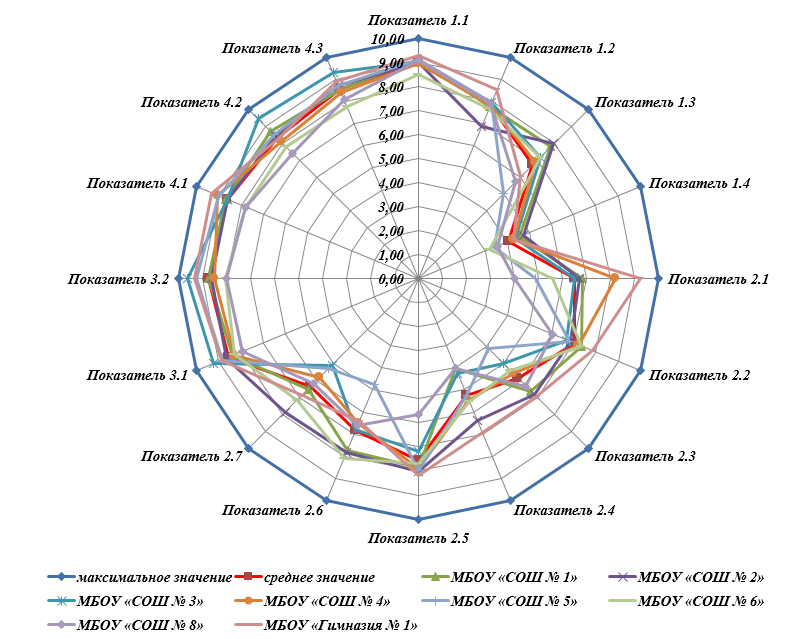 Показатель 1.1
10,00
Показатель 4.3
Показатель 1.2
9,00
8,00
Показатель 4.2
Показатель 1.3
7,00
6,00
5,00
Показатель 4.1
Показатель 1.4
4,00
3,00
2,00
1,00
Показатель 3.2
0,00
Показатель 2.1
Показатель 3.1
Показатель 2.2
Показатель 2.7
Показатель 2.3
Показатель 2.6
Показатель 2.4
Показатель 2.5
максимальное значение среднее значение МБОУ «СОШ № 1» МБОУ «СОШ № 2»
МБОУ «СОШ № 3» МБОУ «СОШ № 4» МБОУ «СОШ № 5» МБОУ «СОШ № 6»
МБОУ «СОШ № 8» МБОУ «Гимназия № 1»